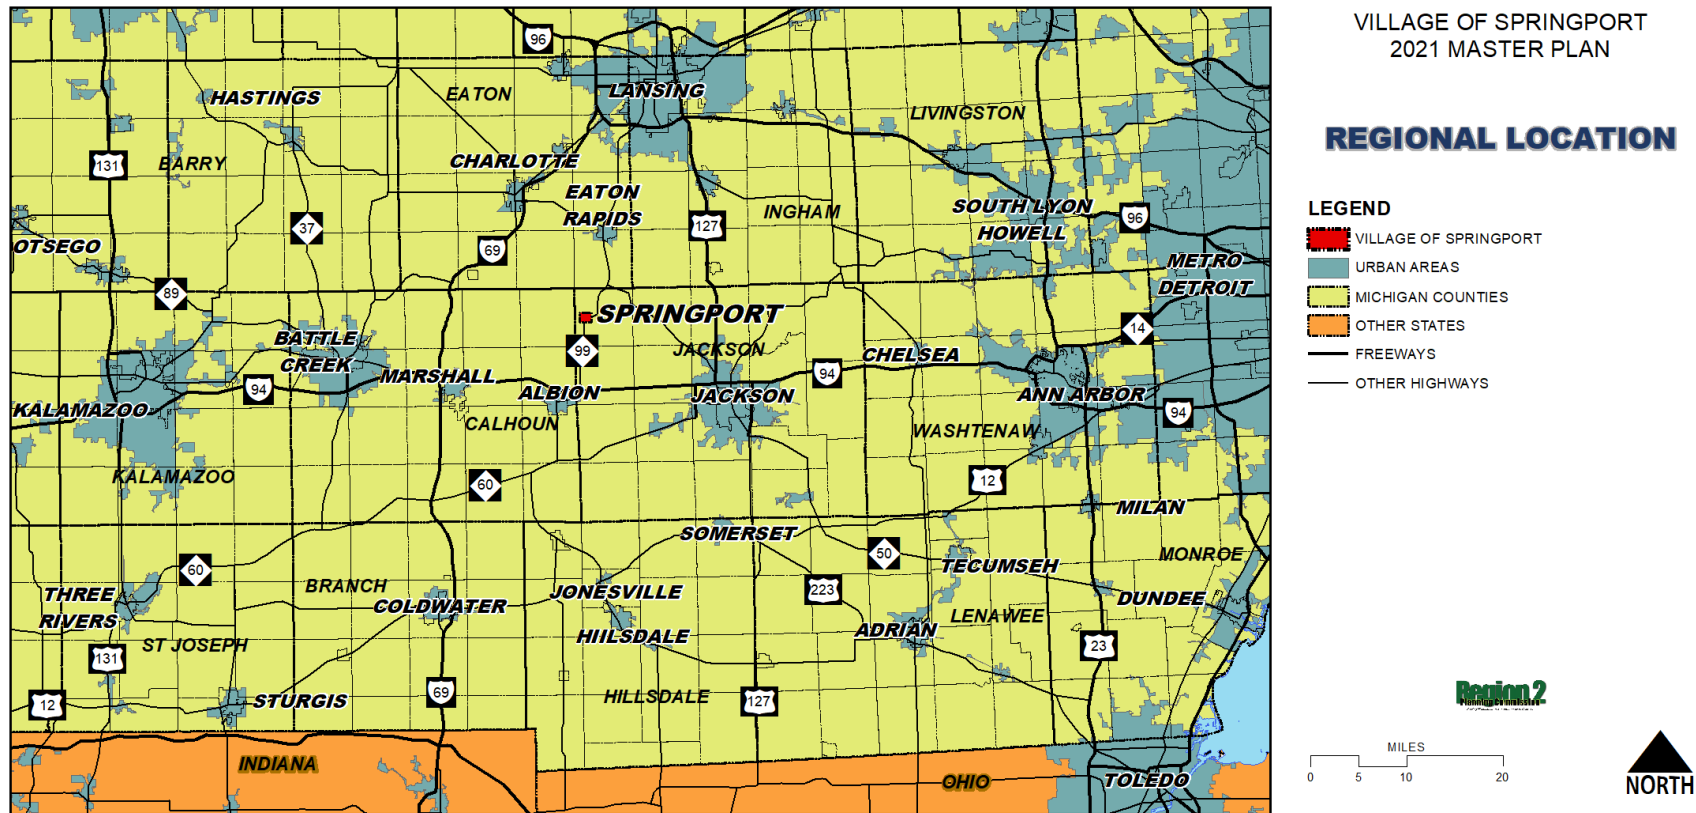 VILLAGE OF SPRINGPORT
2021 MASTER PLAN
REGIONAL LOCATION
LEGEND
VILLAGE OF SPRINGPORT
URBAN AREAS
MICHIGAN COUNTIES
OTHER STATES
FREEWAYS
OTHER HIGHWAYS
96
LANSING
HASTINGS
EATON
LIVINGSTON
131
BARRY
CHARLOTTE
EATON
RAPIDS
INGHAM
SOUTH LYON
HOWELL
96
37
127
69
OTSEGO
METRO
DETROIT
89
SPRINGPORT
14
BATTLE
CREEK
99
JACKSON
CHELSEA
MARSHALL
94
94
ALBION
JACKSON
ANN ARBOR
94
KALAMAZOO
CALHOUN
WASHTENAW
KALAMAZOO
60
12
MILAN
SOMERSET
50
MONROE
60
TECUMSEH
THREE
RIVERS
BRANCH
COLDWATER
JONESVILLE
223
DUNDEE
HIILSDALE
ADRIAN
LENAWEE
ST JOSEPH
131
23
12
STURGIS
69
HILLSDALE
127
INDIANA
OHIO
TOLEDO
Region 2
Planning Commission
MILES
0 5 10 20
NORTH